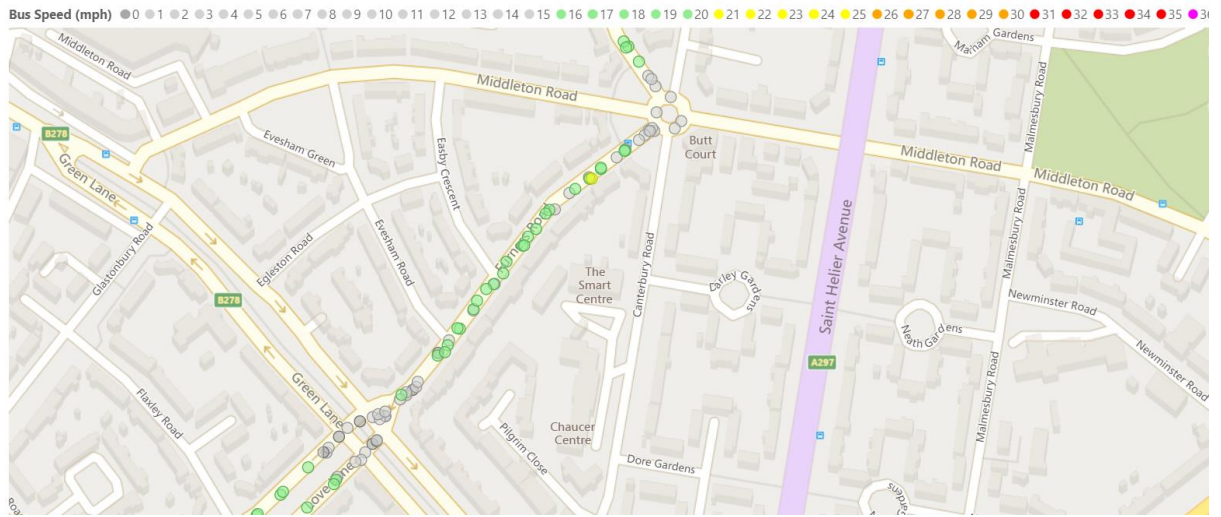 Bus Speed (mph) 0 1 2 3 4 5 6 7 8 9 10 11 12 13 14 15 16 17 18 19 20 21 22 23 24 25 26 27 28 29 30 31 32 33 34 35
Middleton Road
Malham Gardens
Malmesbury Road
Middleton Road
B278
Butt
Court
Evesham Green
Easby Crescent
Middleton Road
Middleton Road
Green Lane
Evesham Road
Glastonbury Road
Egleston Road
Road
The
Smart
Centre
Canterbury Road
Saint Helier Avenue
Malmesbury Road
Gardens
Newminster Road
B278
Neath Gardens
Newminster Road
A297
Green Lane
Flaxley Road
Malmesbury Road
Chaucer
Centre
Pilgrim Close
Dore Gardens